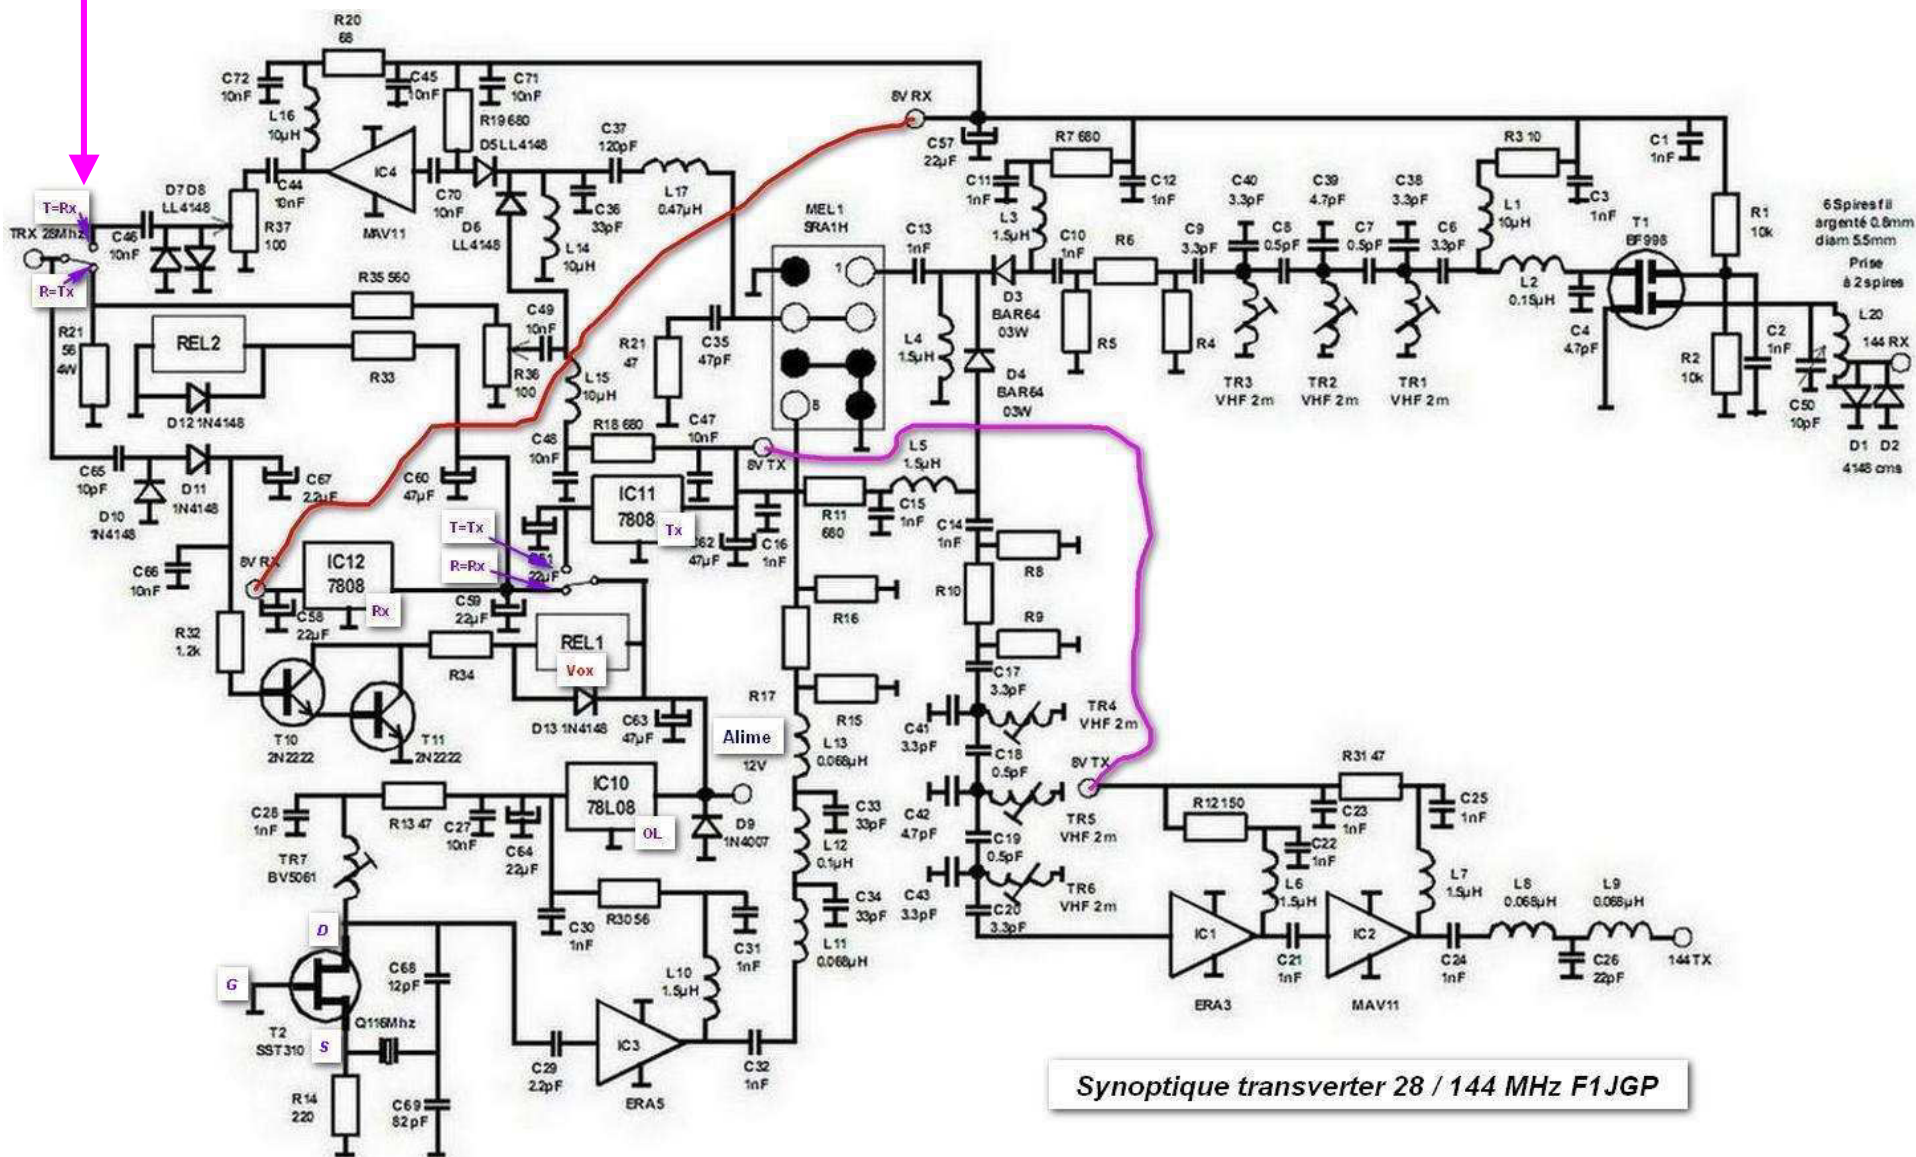 R20
68
C72
10nF
C45
10nF
C71
10nF
L16
10µH
R19 680
D5 LL4148
C37
120pF
8V RX
C57
22µF
R7 680
R3 10
C1
1nF
T=Rx
TRX 28Mhz
R=Tx
C46
10nF
D7 D8
LL4148
R37
100
C44
10nF
IC4
MAV11
C70
10nF
D6
LL4148
L14
10µH
C36
33pF
L17
0.47µH
MEL1
SRA1H
1
8
C13
1nF
C11
1nF
L3
1.5µH
C12
1nF
C10
1nF
R6
C9
3.3pF
C40
3.3pF
C8
0.5pF
C39
4.7pF
C7
0.5pF
C38
3.3pF
C6
3.3pF
L1
10µH
C3
1nF
T1
BF998
R1
10k
6 Spires fil
argenté 0.8mm
diam 5.5mm
Prise
à 2 spires
L2
0.15µH
C4
4.7pF
R2
10k
C2
1nF
L20
144 RX
C50
10pF
D1
D2
4148 cms
R35 560
C49
10nF
R36
100
R21
56
4W
REL2
R33
D12 1N4148
R21
47
C35
47pF
L15
10µH
L4
1.5µH
D3
BAR64
03W
D4
BAR64
03W
R5
R4
TR3
VHF 2m
TR2
VHF 2m
TR1
VHF 2m
C65
10pF
D10
1N4148
D11
1N4148
C67
2.2µF
C60
47µF
C48
10nF
R18 680
C47
10nF
8V TX
L5
1.5µH
IC11
7808
Tx
C62
47µF
C16
1nF
R11
680
C15
1nF
C14
1nF
R8
R10
R9
T=Tx
R=Rx
22µF
C66
10nF
8V RX
IC12
7808
Rx
C58
22µF
C59
22µF
R32
1.2k
R34
REL1
Vox
D13 1N4148
C63
47µF
T10
2N2222
T11
2N2222
R16
R17
R15
C17
3.3pF
C41
3.3pF
TR4
VHF 2m
C18
0.5pF
C42
4.7pF
TR5
VHF 2m
C19
0.5pF
C43
3.3pF
TR6
VHF 2m
C20
3.3pF
Alime
12V
L13
0.068µH
C33
33pF
L12
0.1µH
C34
33pF
L11
0.068µH
C28
1nF
R13 47
C27
10nF
C64
22µF
IC10
78L08
OL
D9
1N4007
TR7
BV5061
C30
1nF
R30 56
C31
1nF
L10
1.5µH
D
G
S
T2
SST310
Q116Mhz
C68
12pF
R14
220
C69
82pF
C29
2.2pF
IC3
ERA5
C32
1nF
8V TX
R12 150
C23
1nF
R31 47
C25
1nF
C22
1nF
L6
1.5µH
L7
1.5µH
IC1
ERA3
C21
1nF
IC2
MAV11
C24
1nF
L8
0.068µH
L9
0.068µH
C26
22pF
144 TX
Synoptique transverter 28 / 144 MHz F1JGP